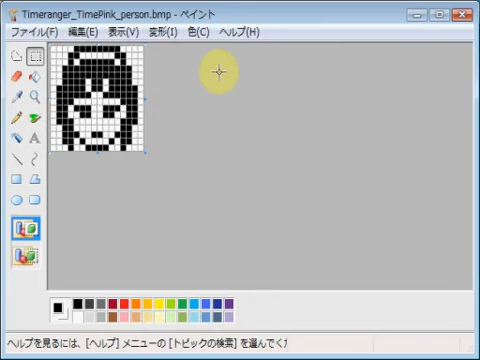 Timeranger_TimePink_person.bmp - ペイント
ファイル(F) 編集(E) 表示(V) 変形(I) 色(C) ヘルプ(H)
A
ヘルプを見るには、[ヘルプ] メニューの [トピックの検索] を選んでくだ